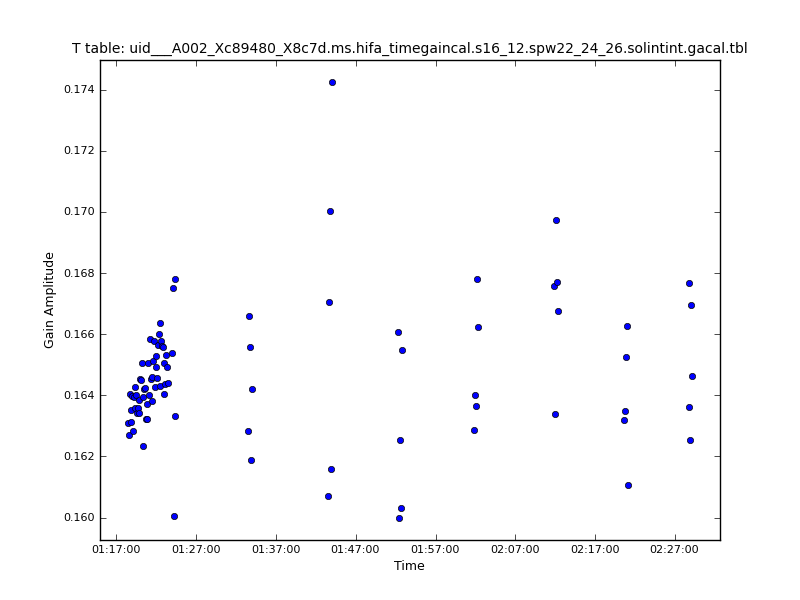 T table: uid___A002_Xc89480_X8c7d.ms.hifa_timegaincal.s16_12.spw22_24_26.solintint.gacal.tbl
0.174
0.172
0.170
0.168
0.166
0.164
0.162
0.160
Gain Amplitude
01:17:00 01:27:00 01:37:00 01:47:00 01:57:00 02:07:00 02:17:00 02:27:00
Time